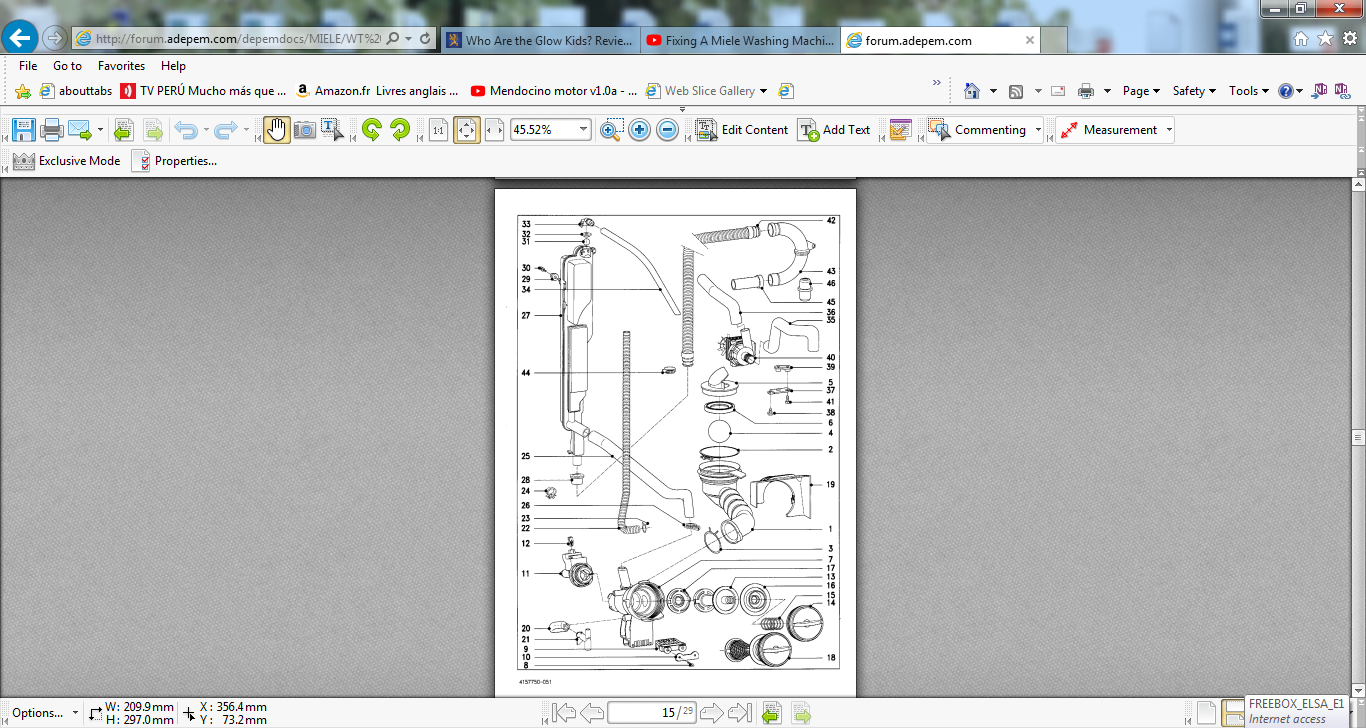 http://forum.adepem.com/depemdocs/MIELE/WT%20
Who Are the Glow Kids? Revie...
Fixing A Miele Washing Machi...
forum.adepem.com
File Go to Favorites Help
abouttabs
TV PERÚ Mucho más que ...
Amazon.fr Livres anglais ...
Mendocino motor v1.0a - ...
Web Slice Gallery
Page Safety Tools
1:1
45.52%
Edit Content
Add Text
Commenting
Measurement
Exclusive Mode
Properties...
33
32
31
30
29
34
27
44
25
28
24
26
23
22
12
11
20
21
9
10
8
42
43
46
45
36
35
40
39
5
37
41
38
6
4
2
19
1
3
7
17
13
16
15
14
18
4157750-051
Options...
W: 209.9 mm
H: 297.0 mm
X: 356.4 mm
Y: 73.2 mm
15 / 29
FREEBOX_ELSA_E1
Internet access